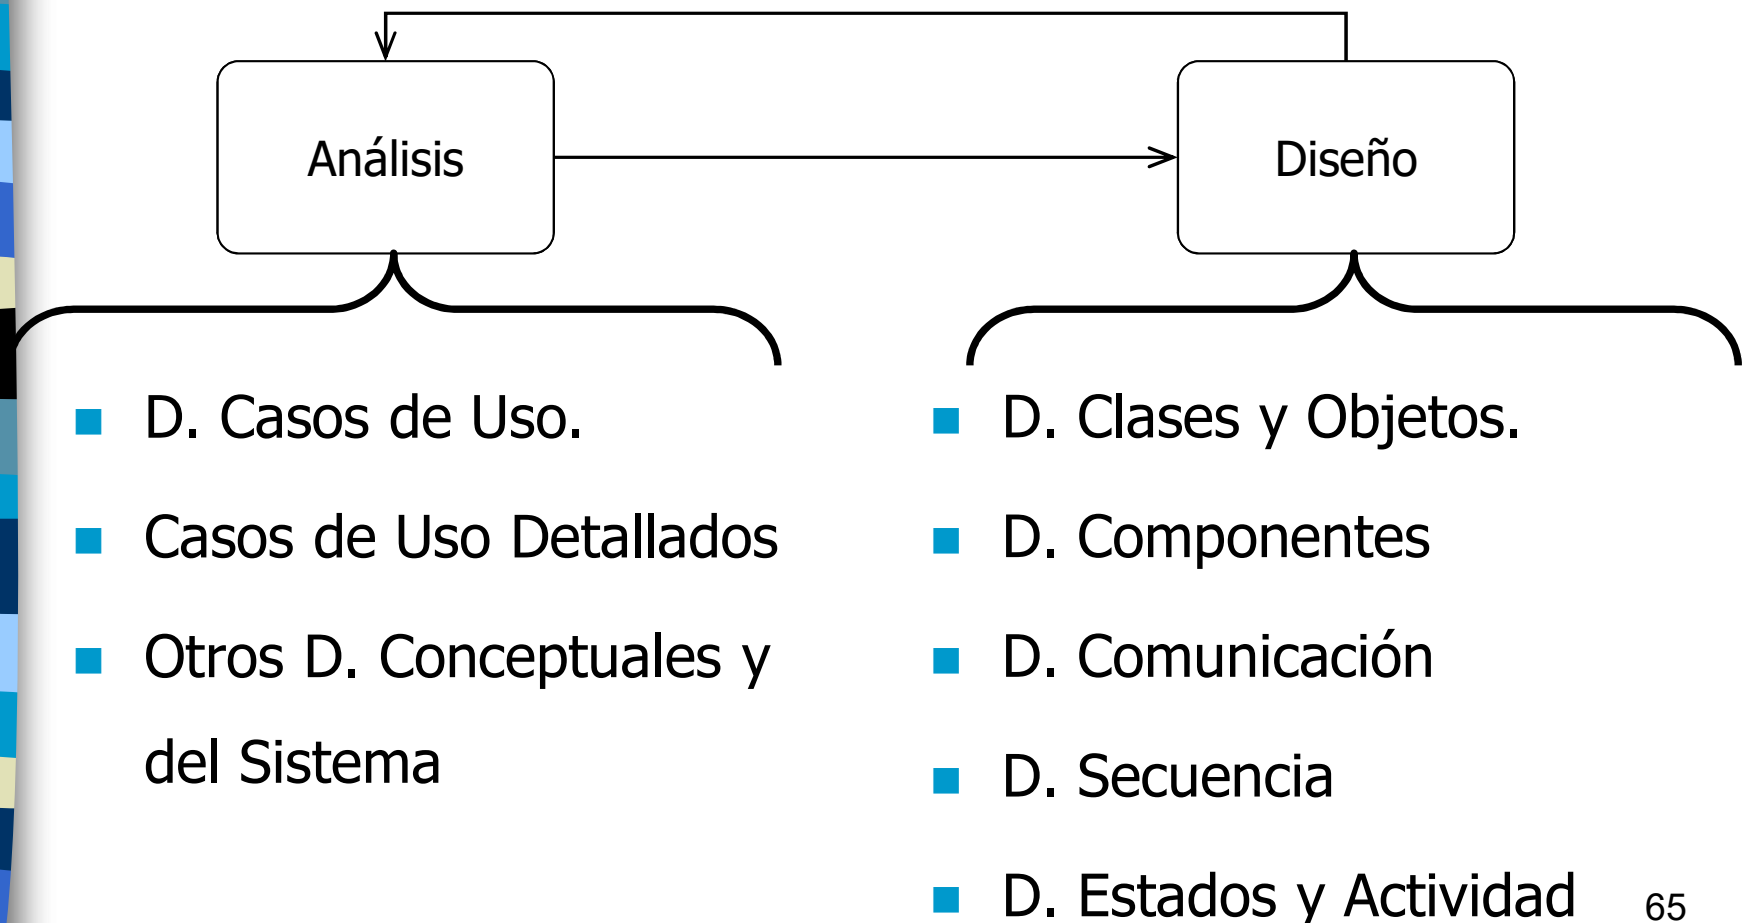 Análisis
Diseño
D. Casos de Uso.
Casos de Uso Detallados
Otros D. Conceptuales y
del Sistema
D. Clases y Objetos.
D. Componentes
D. Comunicación
D. Secuencia
D. Estados y Actividad
65